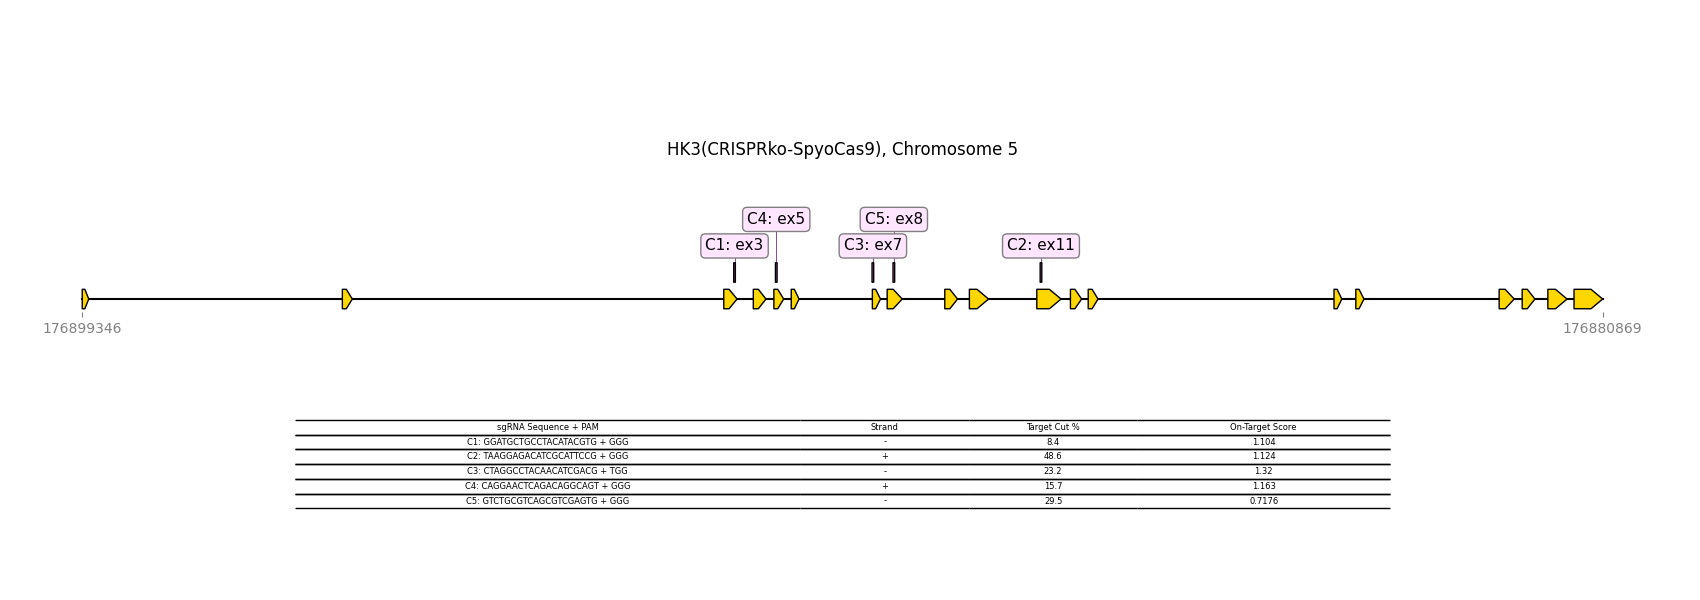 HK3(CRISPRko-SpyoCas9), Chromosome 5
C4: ex5 C5: ex8
C1: ex3 C3: ex7 C2: ex11
176899346 176880869
sgRNA Sequence + PAM Strand Target Cut % On-Target Score
C1: GGATGCTGCCTACATACGTG + GGG - 8.4 1.104
C2: TAAGGAGACATCGCATTCCG + GGG + 48.6 1.124
C3: CTAGGCCTACAACATCGACG + TGG - 23.2 1.32
C4: CAGGAACTCAGACAGGCAGT + GGG + 15.7 1.163
C5: GTCTGCGTCAGCGTCGAGTG + GGG - 29.5 0.7176